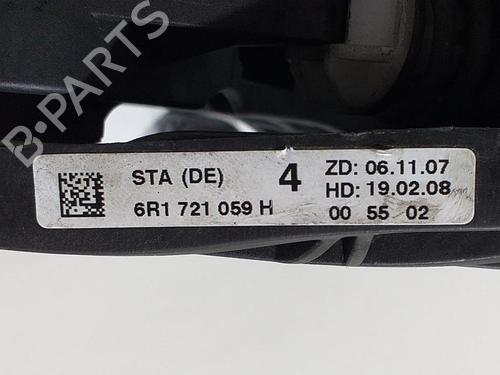 B-PARTS
STA (DE) 4 ZD: 06.11.07
HD: 19.02.08
6R1 721 059 H 00 55 02